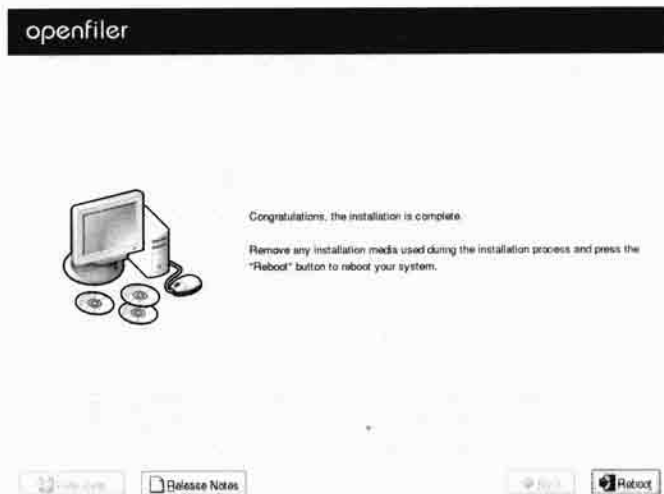 openfiler
Congratulations, the installation is complete.
Remove any installation media used during the installation process and press the
"Reboot" button to reboot your system.
Release Notes
Reboot